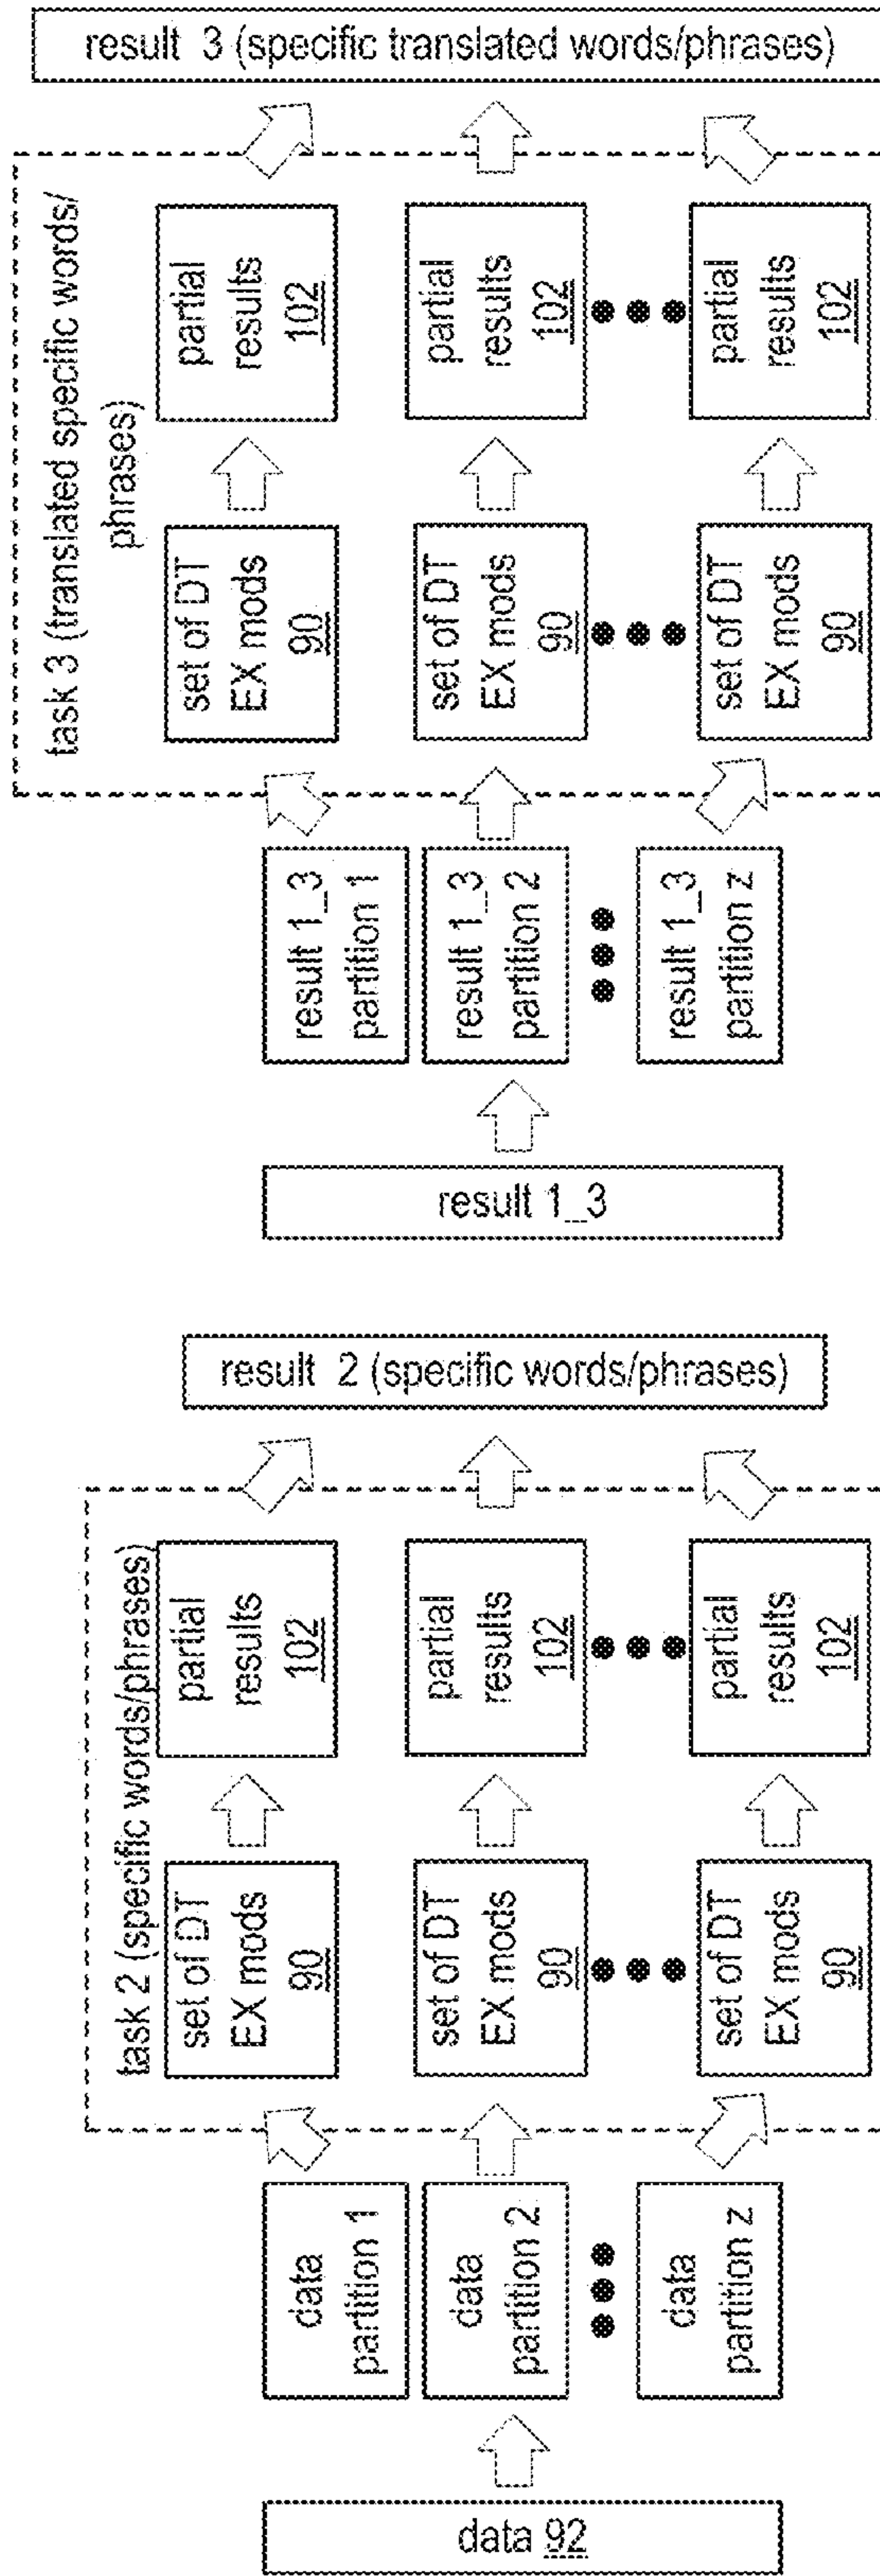 data 92
data
partition 1
data
partition 2
data
partition z
task 2 (specific words/phrases)
set of DT
EX mods
90
set of DT
EX mods
90
set of DT
EX mods
90
partial
results
102
partial
results
102
partial
results
102
result 2 (specific words/phrases)
result 1_3
result 1_3
partition 1
result 1_3
partition 2
result 1_3
partition z
task 3 (translated specific words/
phrases)
set of DT
EX mods
90
set of DT
EX mods
90
set of DT
EX mods
90
partial
results
102
partial
results
102
partial
results
102
result 3 (specific translated words/phrases)